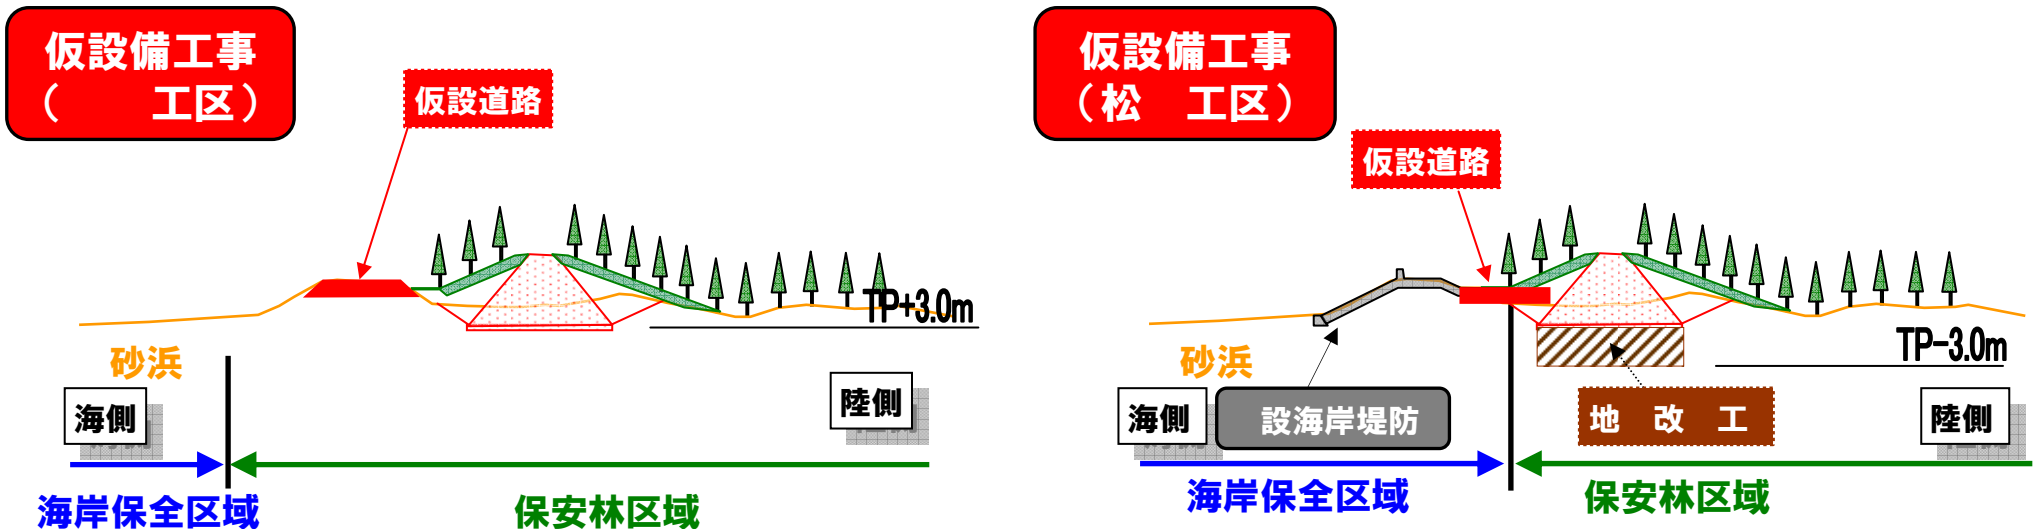 仮設備工事
（　　工区）
仮設道路
TP+3.0m
砂浜
海側
陸側
海岸保全区域
保安林区域
仮設備工事
（松　工区）
仮設道路
TP−3.0m
砂浜
海側
設海岸堤防
地　改　工
陸側
海岸保全区域
保安林区域